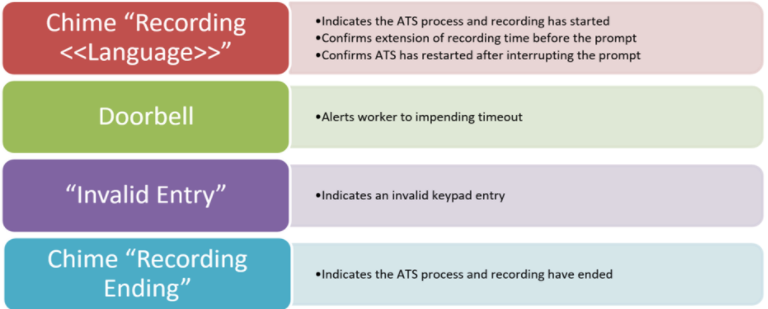 Chime “Recording
<<Language>>”
•Indicates the ATS process and recording has started
•Confirms extension of recording time before the prompt
•Confirms ATS has restarted after interrupting the prompt
Doorbell
•Alerts worker to impending timeout
“Invalid Entry”
•Indicates an invalid keypad entry
Chime “Recording
Ending”
•Indicates the ATS process and recording have ended